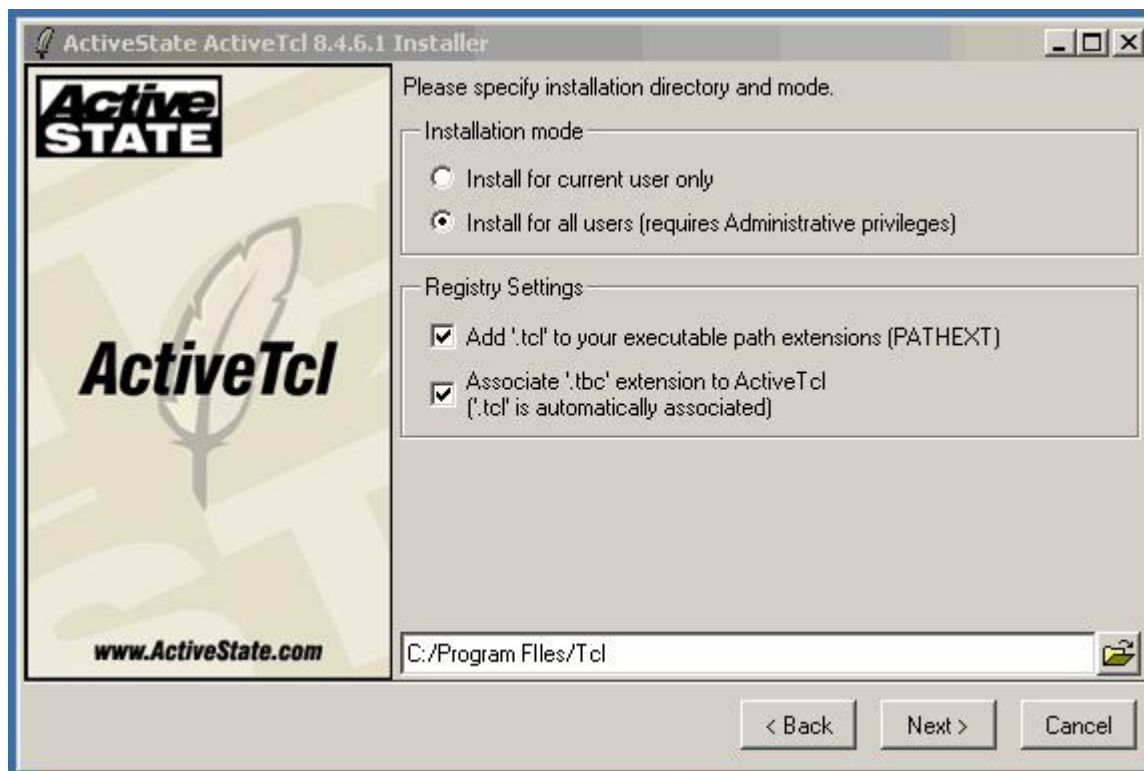 ActiveState ActiveTcl 8.4.6.1 Installer
Active
STATE
ActiveTcl
www.ActiveState.com
Please specify installation directory and mode.
Installation mode
Install for current user only
Install for all users (requires Administrative privileges)
Registry Settings
Add '.tcl' to your executable path extensions (PATHEXT)
Associate '.tbc' extension to ActiveTcl
('.tcl' is automatically associated)
C:/Program FIles/Tcl
< Back Next > Cancel